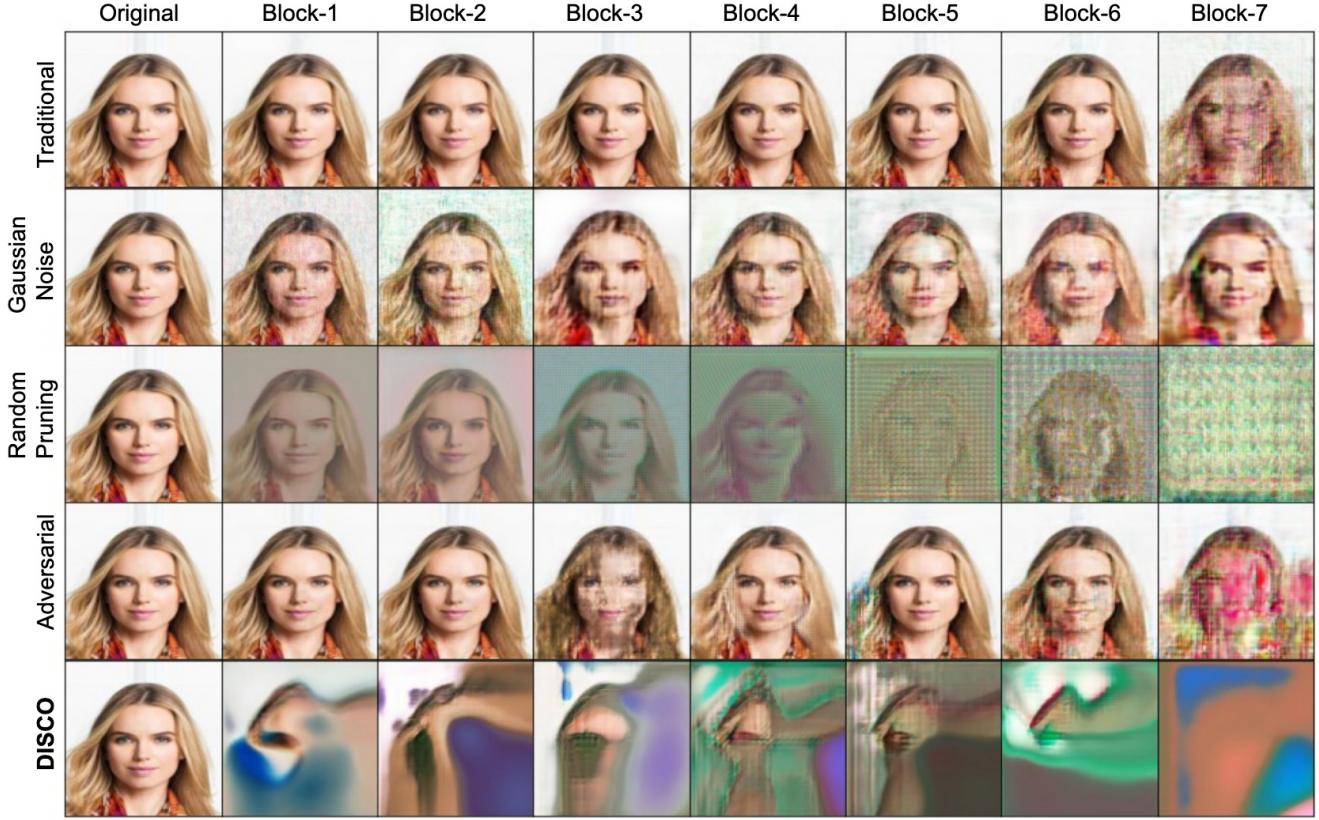 Original Block-1 Block-2 Block-3 Block-4 Block-5 Block-6 Block-7
Traditional
Gaussian
Noise
Random
Pruning
Adversarial
DISCO